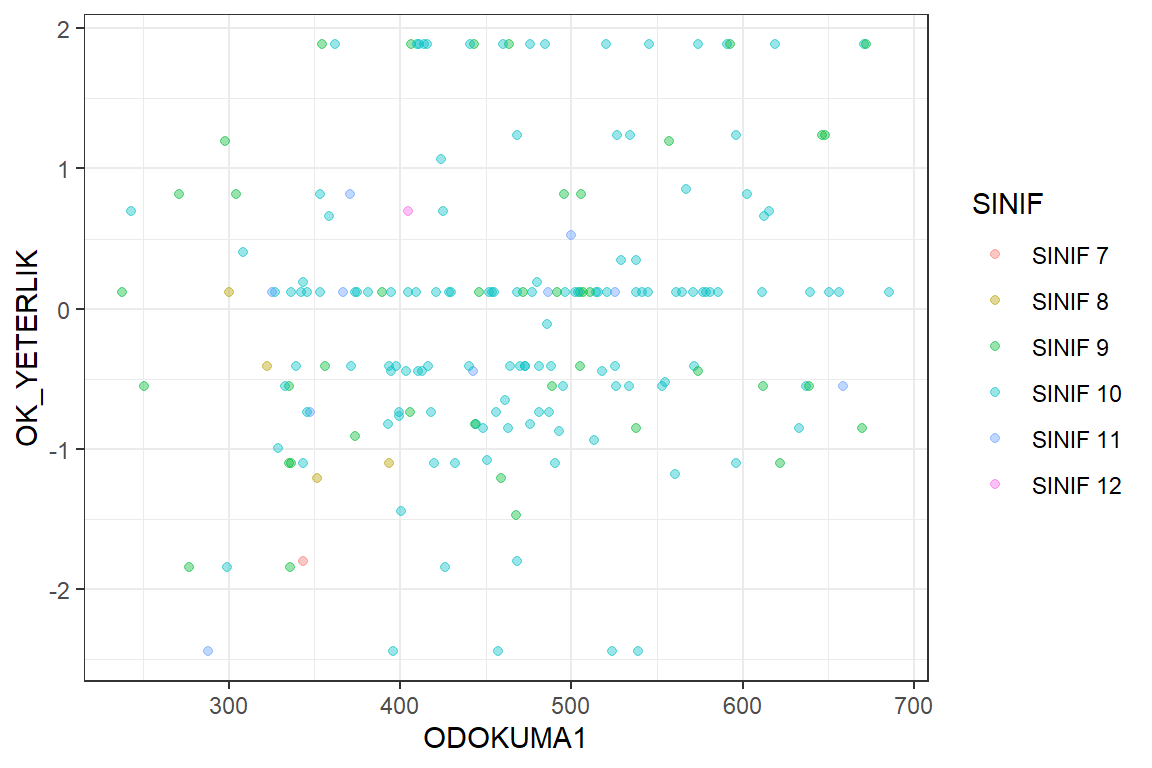 2
1
0
-1
-2
OK_YETERLIK
300 400 500 600 700
ODOKUMA1
SINIF
SINIF 7
SINIF 8
SINIF 9
SINIF 10
SINIF 11
SINIF 12